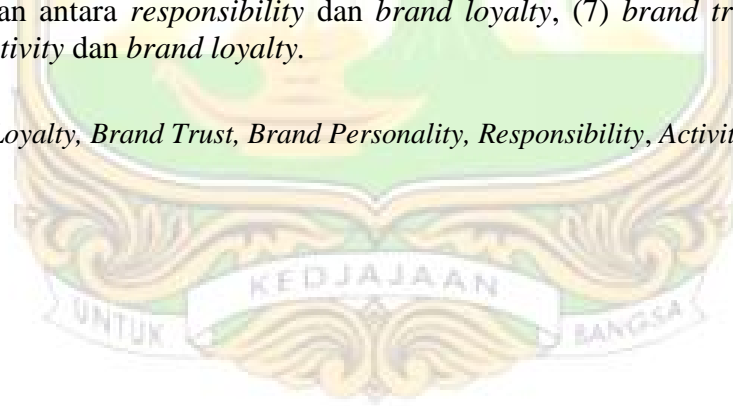 an antara responsibility dan brand loyalty, (7) brand tr
tivity dan brand loyalty.
Loyalty, Brand Trust, Brand Personality, Responsibility, Activit
KEDJAJAAN
UNTUK
BANGSA